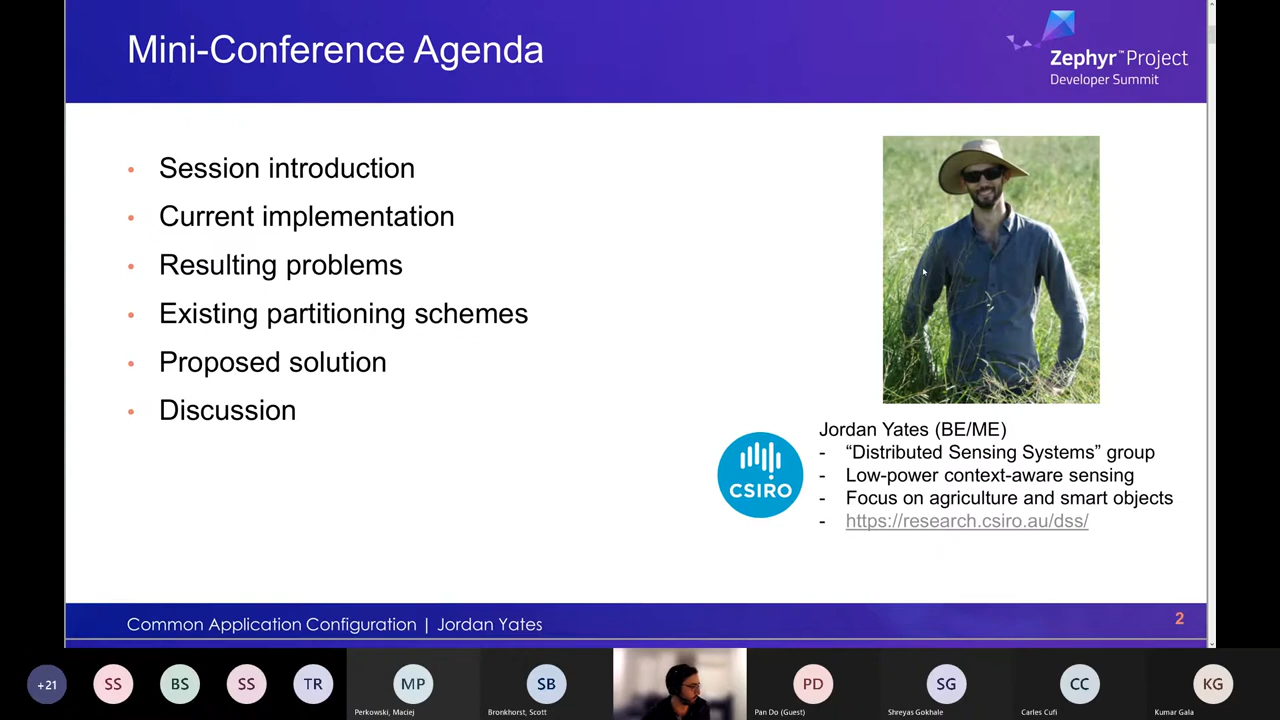 Mini-Conference Agenda
Zephyr™Project
Developer Summit
• Session introduction
• Current implementation
• Resulting problems
• Existing partitioning schemes
• Proposed solution
• Discussion
CSIRO
Jordan Yates (BE/ME)
- “Distributed Sensing Systems” group
- Low-power context-aware sensing
- Focus on agriculture and smart objects
- https://research.csiro.au/dss/
Common Application Configuration | Jordan Yates
2
+21
SS
BS
SS
TR
MP
SB
PD
SG
CC
KG
Perkowski, Maciej
Bronkhorst, Scott
Pan Do (Guest)
Shreyas Gokhale
Carles Cufi
Kumar Gala